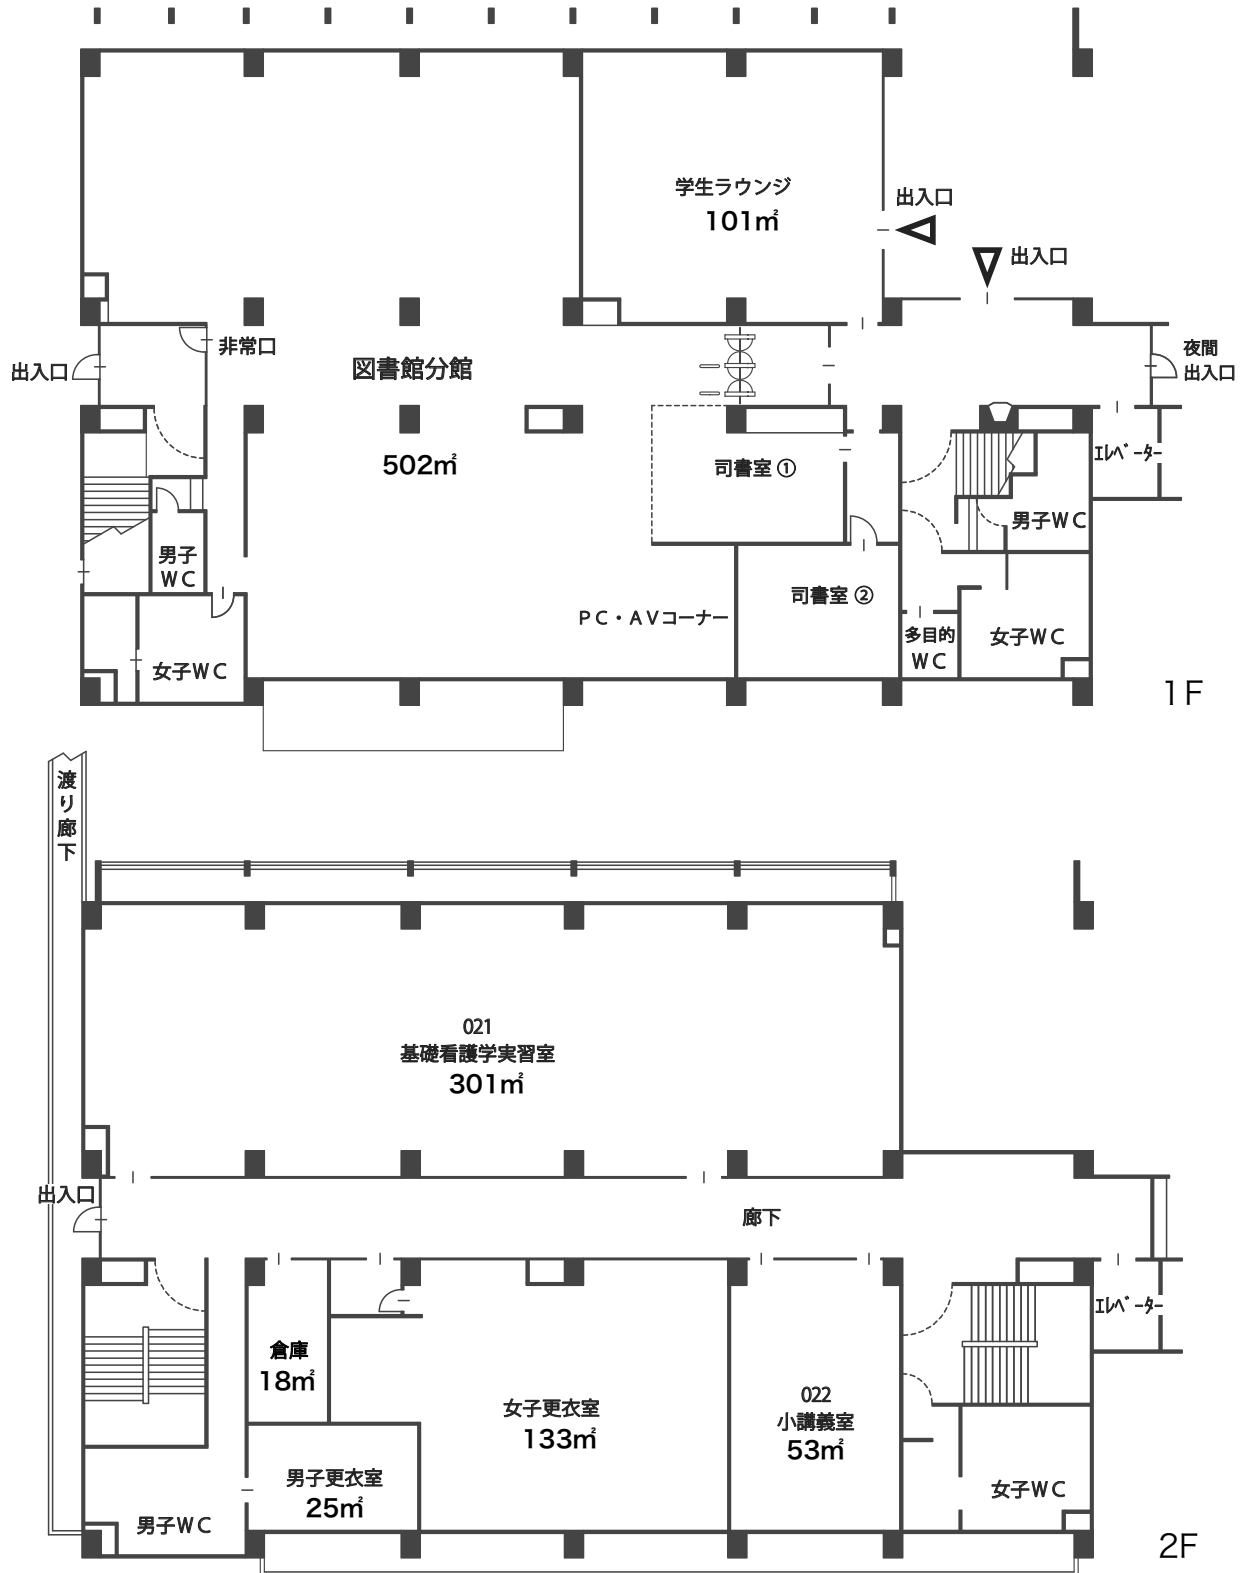 学生ラウンジ
101㎡
出入口
出入口
非常口
出入口
図書館分館
夜間
出入口
502㎡
司書室①
エレベーター
男子WC
男子
WC
司書室②
PC・AVコーナー
多目的
WC
女子WC
女子WC
1F
渡り廊下
021
基礎看護学実習室
301㎡
出入口
廊下
エレベーター
倉庫
18㎡
022
小講義室
53㎡
女子更衣室
133㎡
男子更衣室
25㎡
女子WC
男子WC
2F